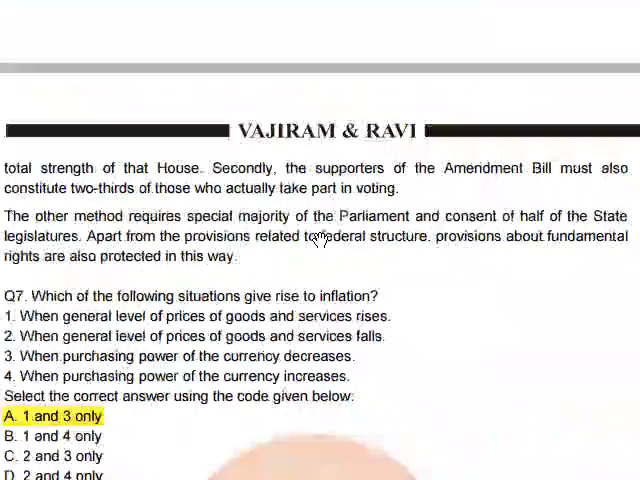 VAJIRAM & RAVI
total strength of that House. Secondly, the supporters of the Amendment Bill must also
constitute two-thirds of those who actually take part in voting.
The other method requires special majority of the Parliament and consent of half of the State
legislatures. Apart from the provisions related to federal structure. provisions about fundamental
rights are also protected in this way.
Q7. Which of the following situations give rise to inflation?
1. When general level of prices of goods and services rises.
2. When general level of prices of goods and services falls.
3. When purchasing power of the currency decreases.
4. When purchasing power of the currency increases.
Select the correct answer using the code given below:
A. 1 and 3 only
B. 1 and 4 only
C. 2 and 3 only
D. 2 and 4 only